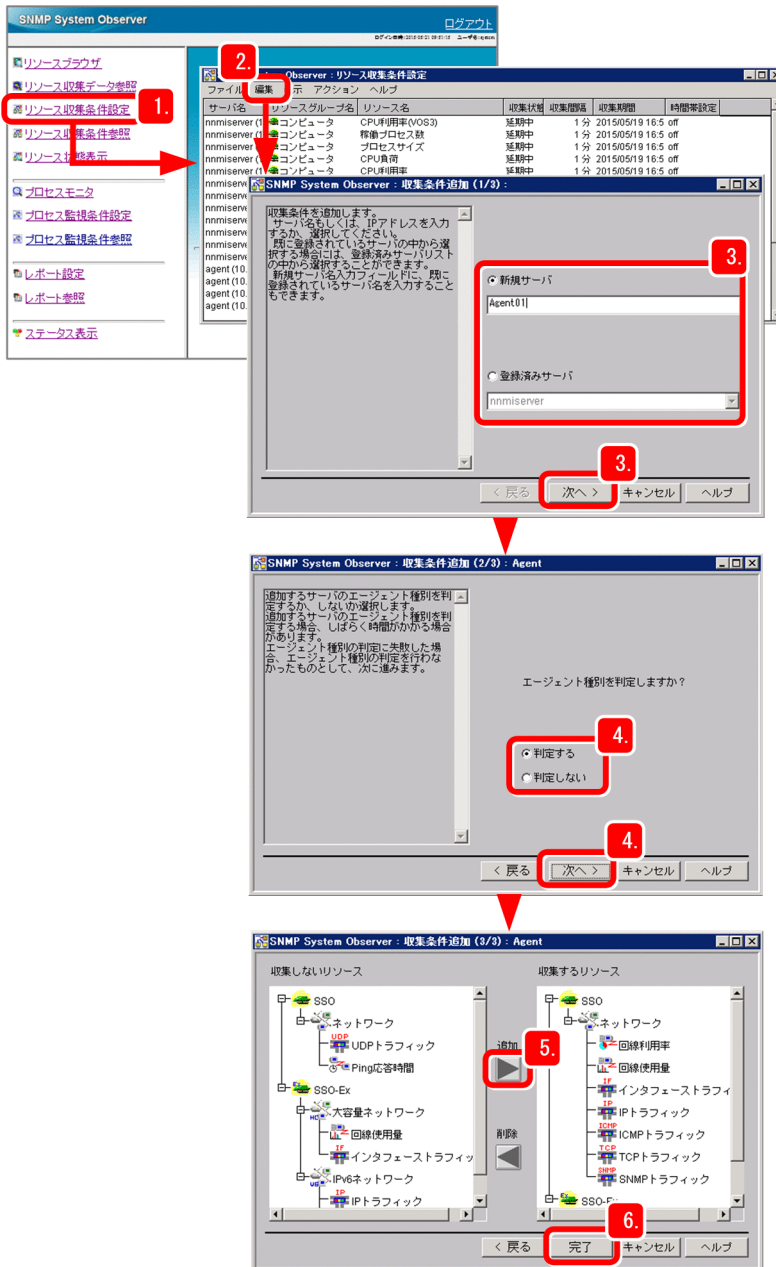 SNMP System Observer
ログアウト
リソースブラウザ
リソース収集データ参照
リソース収集条件設定
1.
リソース収集条件参照
リソース状態表示
プロセスモニタ
プロセス監視条件設定
プロセス監視条件参照
レポート設定
レポート参照
ステータス表示
2.
Observer : リソース収集条件設定
ファイル 編集 示 アクション ヘルプ
サーバ名 リソースグループ名 リソース名 収集状態 収集間隔 収集期間 時間帯設定
nnmiserver (1 コンピュータ CPU利用率(VOS3) 延期中 1 分 2015/05/19 16:5 off
nnmiserver (1 コンピュータ 稼働プロセス数 延期中 1 分 2015/05/19 16:5 off
nnmiserver (1 コンピュータ プロセスサイズ 延期中 1 分 2015/05/19 16:5 off
nnmiserver (1 コンピュータ CPU負荷 延期中 1 分 2015/05/19 16:5 off
nnmiserver (1 コンピュータ CPU利用率 延期中 1 分 2015/05/19 16:5 off
nnmiserve
nnmiserve
nnmiserve
nnmiserve
nnmiserve
nnmiserve
nnmiserve
agent (10.
agent (10.
agent (10.
agent (10.
SNMP System Observer : 収集条件追加 (1/3) :
収集条件を追加します。
サーバ名もしくは、IPアドレスを入力
するか、選択してください。
既に登録されているサーバの中から選
択する場合には、登録済みサーバリスト
の中から選択することができます。
新規サーバ名入力フィールドに、既に
登録されているサーバ名を入力すること
もできます。
3.
新規サーバ
Agent01
登録済みサーバ
nnmiserver
3.
< 戻る 次へ > キャンセル ヘルプ
SNMP System Observer : 収集条件追加 (2/3) : Agent
追加するサーバのエージェント種別を判
定するか、しないか選択します。
追加するサーバのエージェント種別を判
定する場合、しばらく時間がかかる場合
があります。
エージェント種別の判定に失敗した場
合、エージェント種別の判定を行わな
かったものとして、次に進みます。
エージェント種別を判定しますか?
4.
判定する
判定しない
4.
< 戻る 次へ > キャンセル ヘルプ
SNMP System Observer : 収集条件追加 (3/3) : Agent
収集しないリソース
SSO
ネットワーク
UDP
UDPトラフィック
Ping応答時間
SSO-Ex
大容量ネットワーク
回線使用量
IF
インタフェーストラフィッ
IPv6ネットワーク
IP
IPトラフィック
追加
5.
削除
収集するリソース
SSO
ネットワーク
回線利用率
回線使用量
IF
インタフェーストラフィ
IP
IPトラフィック
ICMP
ICMPトラフィック
TCP
TCPトラフィック
SNMP
SNMPトラフィック
SSO-Ex
6.
< 戻る 完了 キャンセル ヘルプ